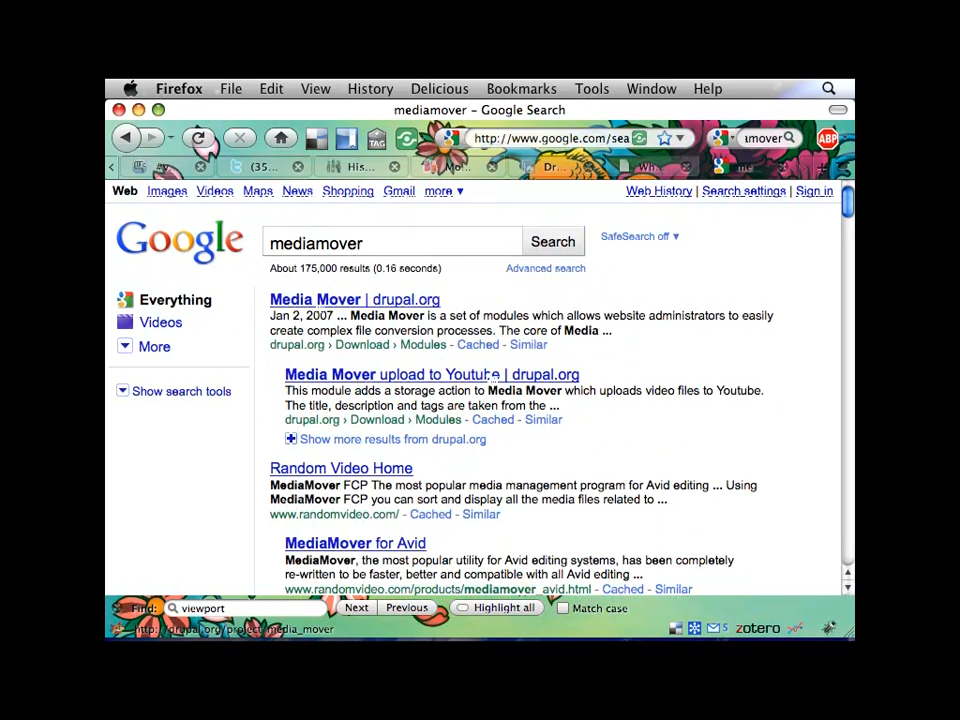 Firefox File Edit View History Delicious Bookmarks Tools Window Help
mediamover - Google Search
TAG http://www.google.com/sea amover ABP
(35... His... Mo... Dr... Wh... me
Web Images Videos Maps News Shopping Gmail more ▼ Web History | Search settings | Sign in
Google mediamover Search SafeSearch off ▼
About 175,000 results (0.16 seconds) Advanced search
Everything
Videos
More
Show search tools
Media Mover | drupal.org
Jan 2, 2007 ... Media Mover is a set of modules which allows website administrators to easily
create complex file conversion processes. The core of Media ...
drupal.org › Download › Modules - Cached - Similar
Media Mover upload to Youtube | drupal.org
This module adds a storage action to Media Mover which uploads video files to Youtube.
The title, description and tags are taken from the ...
drupal.org › Download › Modules - Cached - Similar
Show more results from drupal.org
Random Video Home
MediaMover FCP The most popular media management program for Avid editing ... Using
MediaMover FCP you can sort and display all the media files related to ...
www.randomvideo.com/ - Cached - Similar
MediaMover for Avid
MediaMover, the most popular utility for Avid editing systems, has been completely
re-written to be faster, better and compatible with all Avid editing ...
www.randomvideo.com/products/mediamover_avid.html - Cached - Similar
Find: viewport Next Previous Highlight all Match case
http://drupal.org/project/media_mover 5 zotero